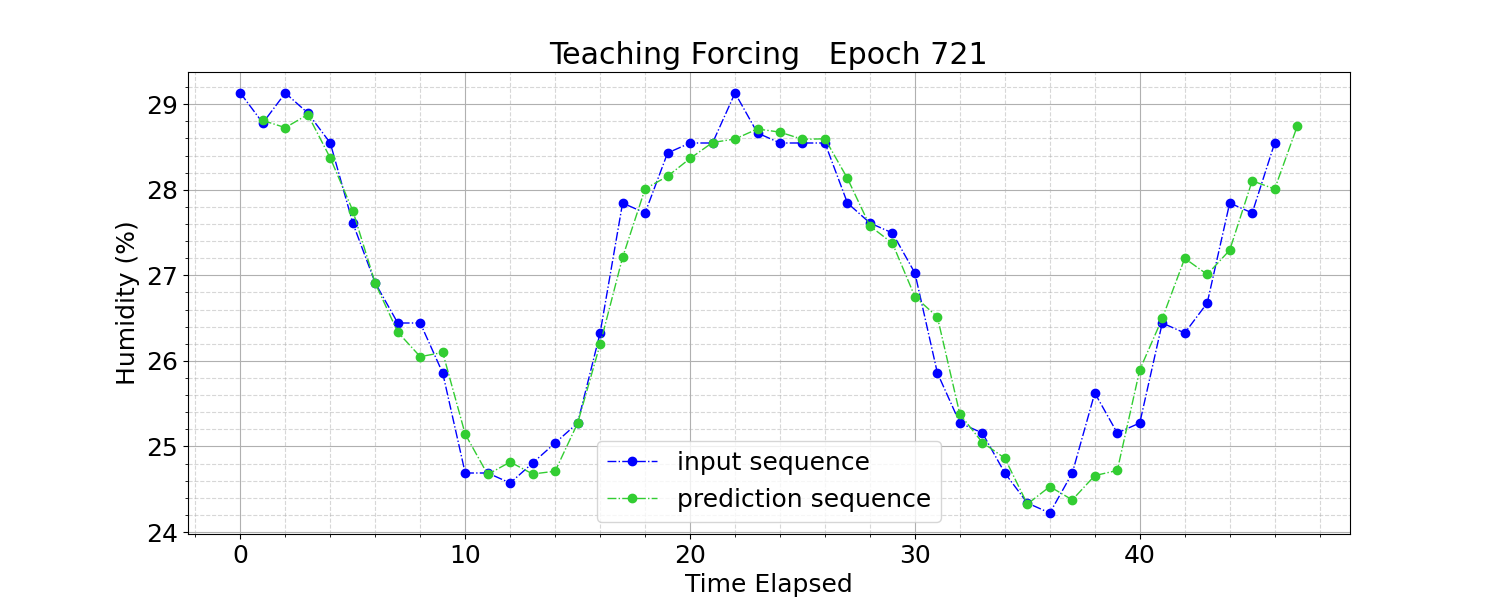 Teaching Forcing   Epoch 721
29
28
27
26
25
24
Humidity (%)
input sequence
prediction sequence
0 10 20 30 40
Time Elapsed